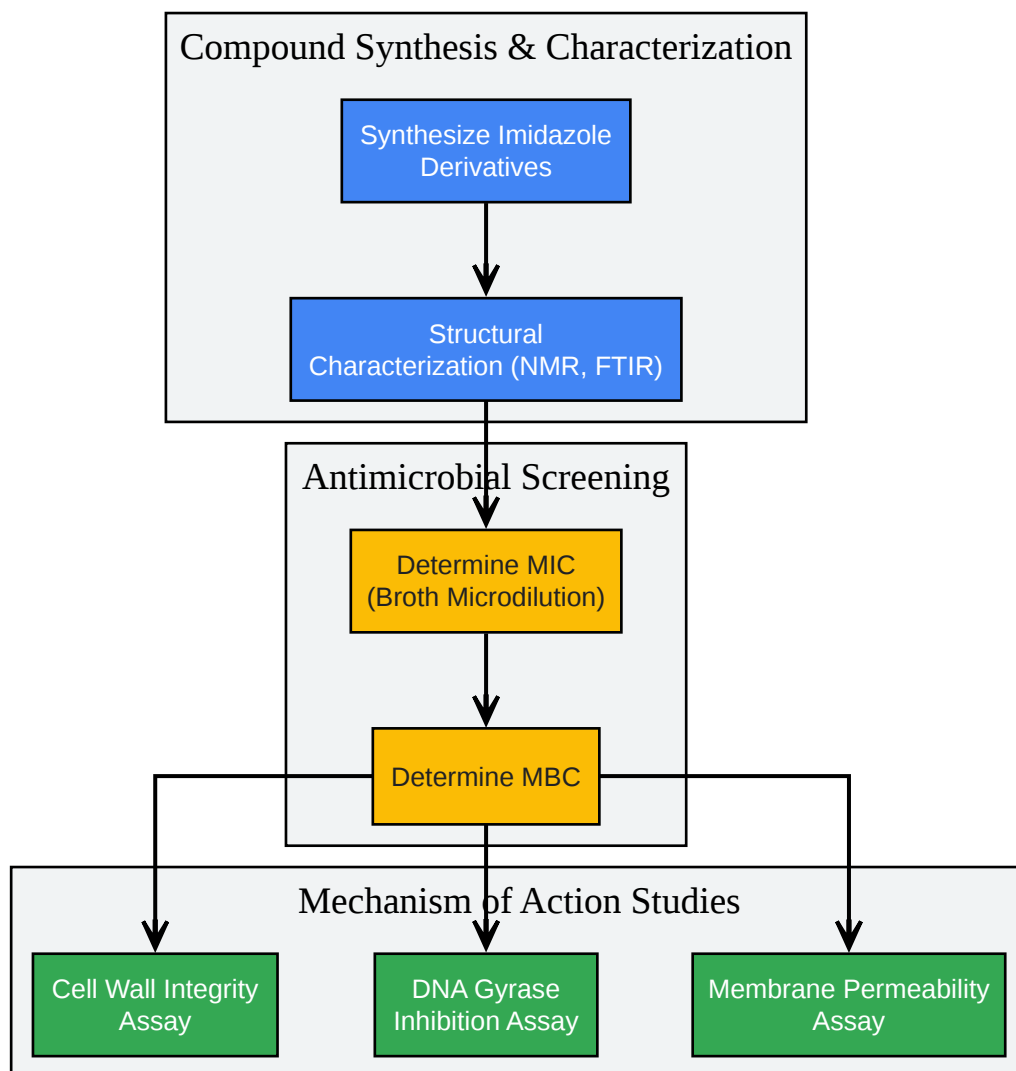 Compound Synthesis & Characterization
Synthesize Imidazole
Derivatives
Structural
Characterization (NMR, FTIR)
Antimicrobial Screening
Determine MIC
(Broth Microdilution)
Determine MBC
Mechanism of Action Studies
Cell Wall Integrity
Assay
DNA Gyrase
Inhibition Assay
Membrane Permeability
Assay